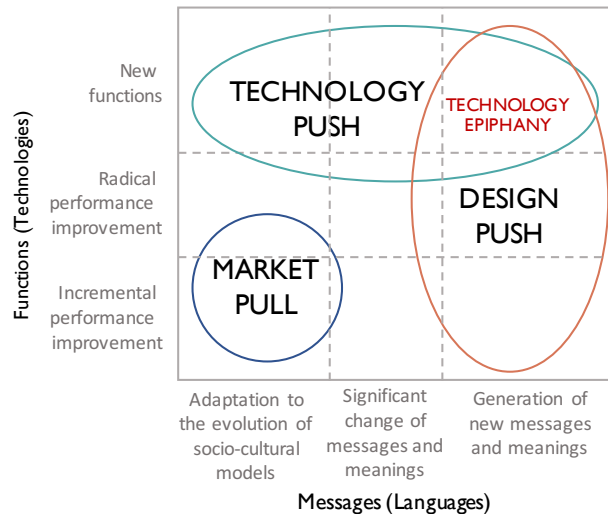 New
functions
TECHNOLOGY
PUSH
TECHNOLOGY
EPIPHANY
Functions (Technologies)
Radical
performance
improvement
DESIGN
PUSH
MARKET
PULL
Incremental
performance
improvement
Adaptation to
the evolution of
socio-cultural
models
Significant
change of
messages and
meanings
Generation of
new messages
and meanings
Messages (Languages)